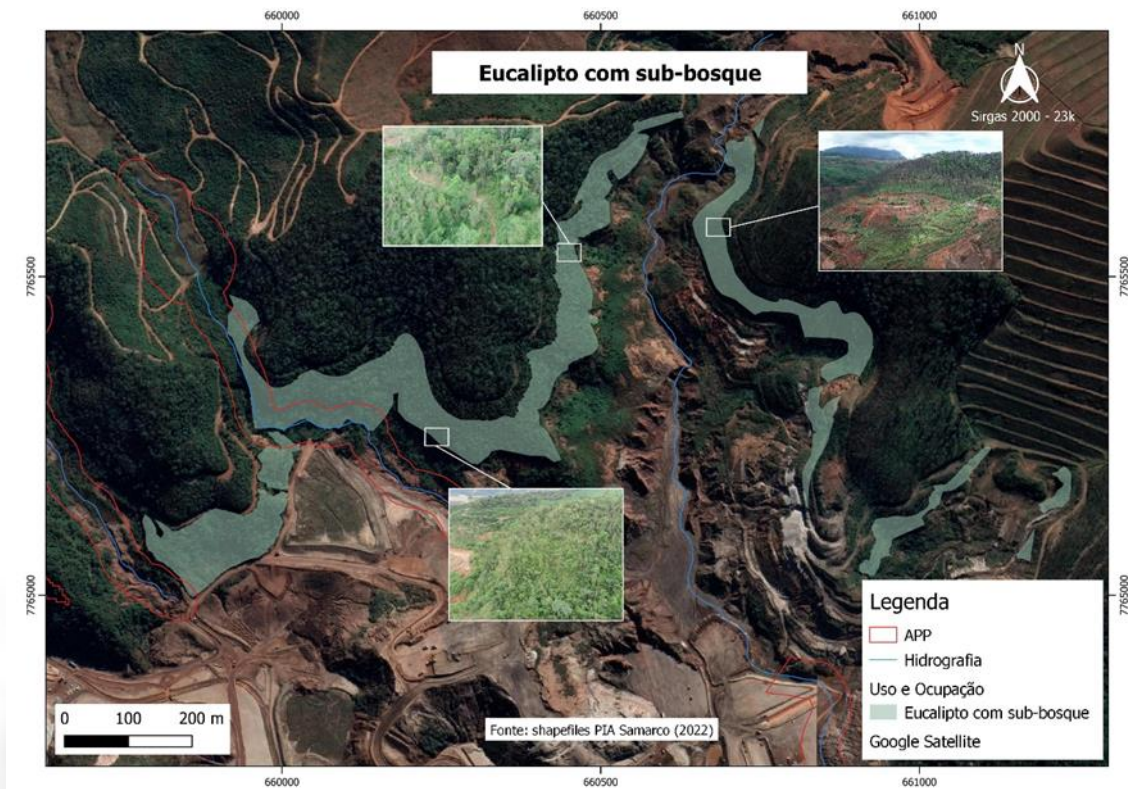 660000
660500
661000
Eucalipto com sub-bosque
N
Sirgas 2000 - 23k
7765500
7765500
7765000
7765000
Legenda
APP
Hidrografia
Uso e Ocupação
Eucalipto com sub-bosque
Google Satellite
0 100 200 m
Fonte: shapefiles PIA Samarco (2022)
660000
660500
661000